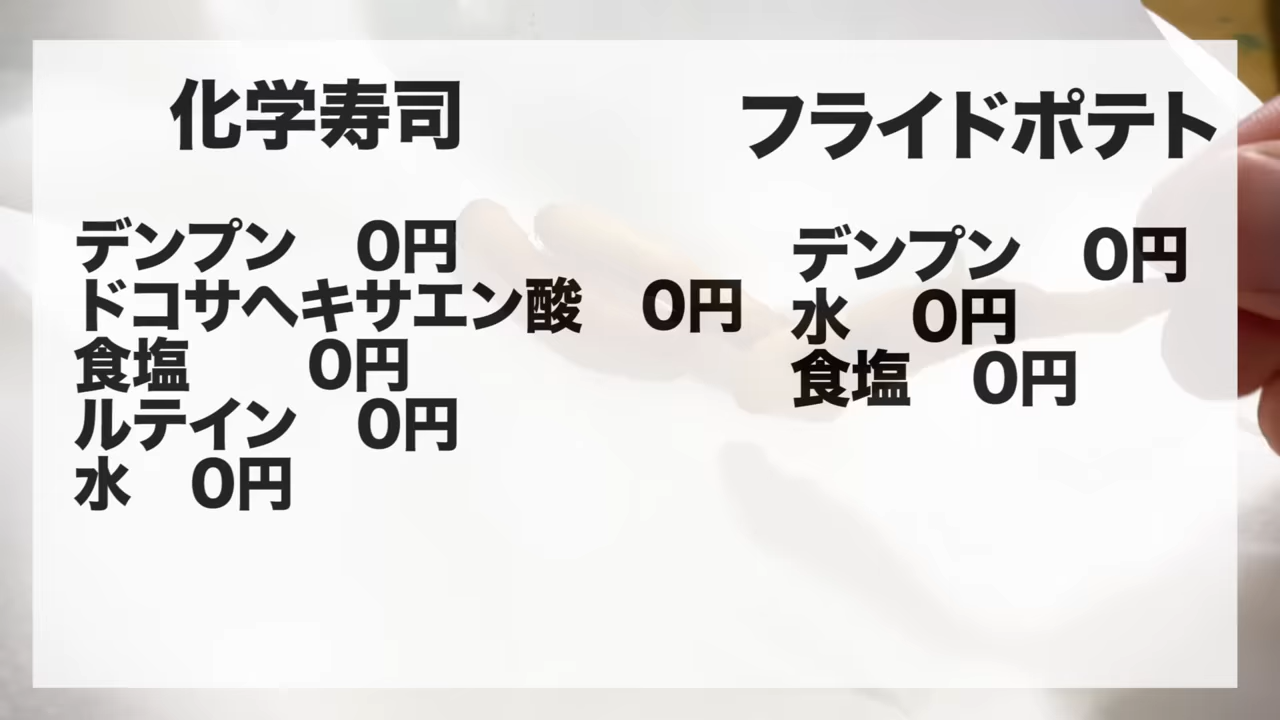 化学寿司
デンプン　0円
ドコサヘキサエン酸　0円
食塩　　0円
ルテイン　0円
水　0円
フライドポテト
デンプン　0円
水　0円
食塩　0円